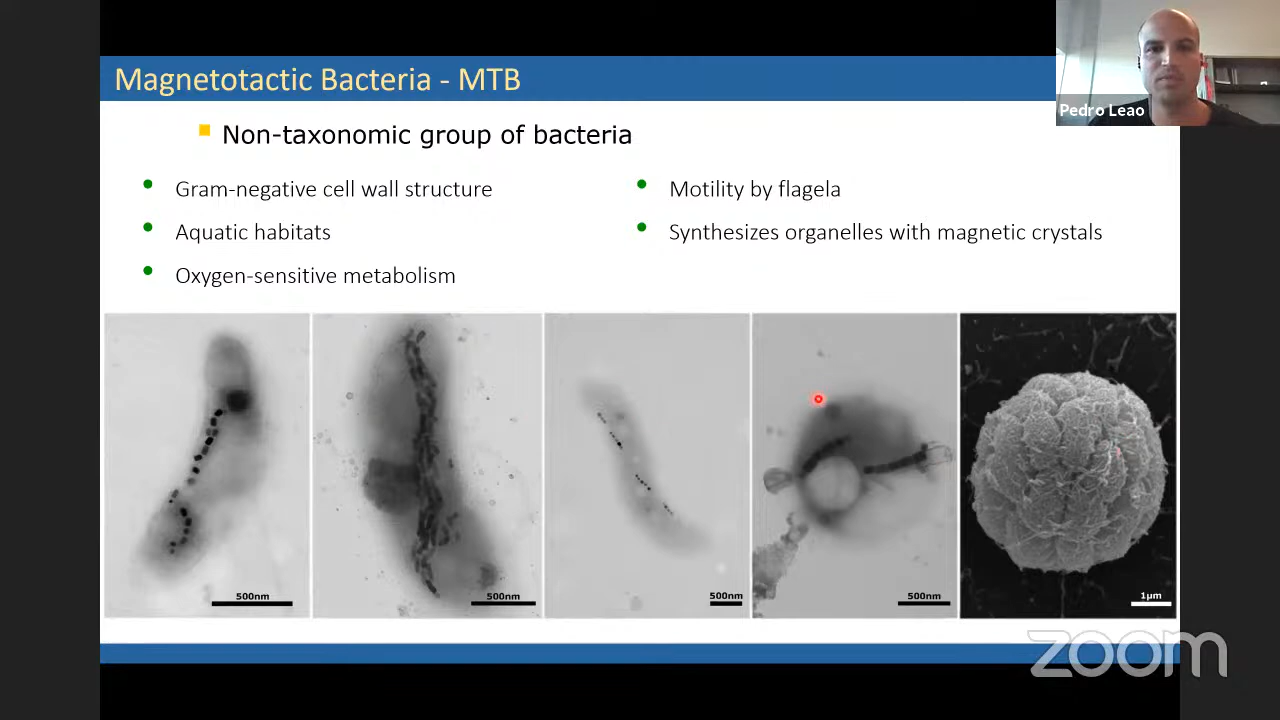 Magnetotactic Bacteria - MTB
Pedro Leao
Non-taxonomic group of bacteria
Gram-negative cell wall structure
Aquatic habitats
Oxygen-sensitive metabolism
Motility by flagela
Synthesizes organelles with magnetic crystals
500nm
500nm
500nm
500nm
1µm
zoom